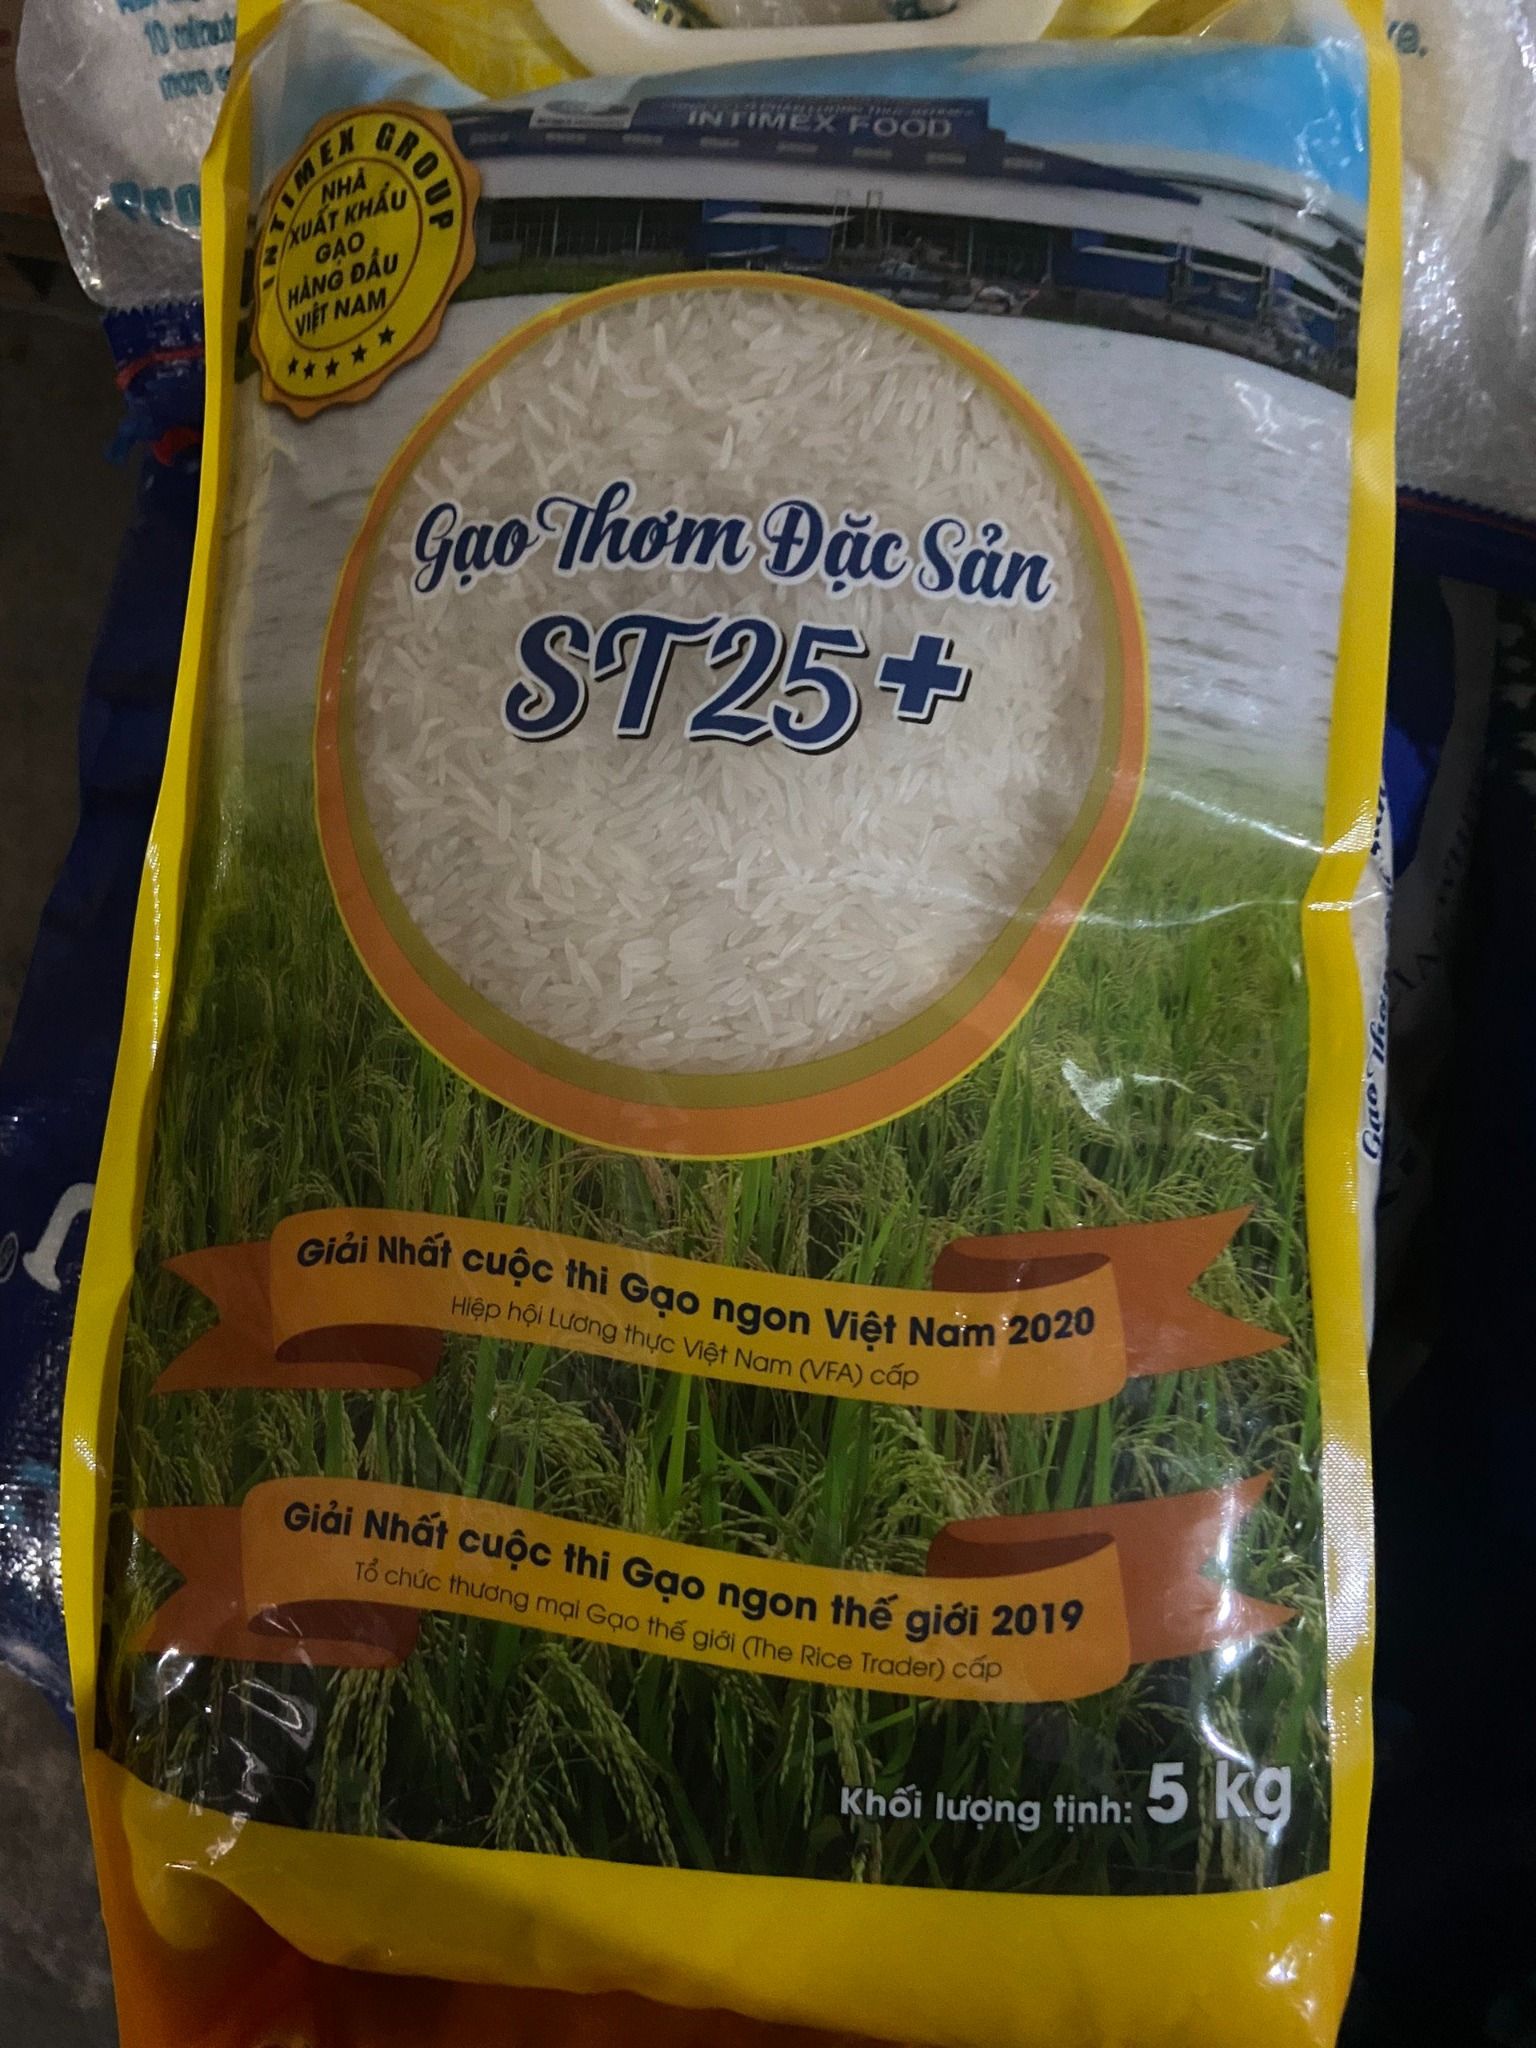 INTIMEX FOOD
INTIMEX GROUP
NHÀ
XUẤT KHẨU
GẠO
HÀNG ĐẦU
VIỆT NAM
Gạo Thơm Đặc Sản
ST25+
Giải Nhất cuộc thi Gạo ngon Việt Nam 2020
Hiệp hội Lương thực Việt Nam (VFA) cấp
Giải Nhất cuộc thi Gạo ngon thế giới 2019
Tổ chức thương mại Gạo thế giới (The Rice Trader) cấp
Khối lượng tịnh: 5 kg